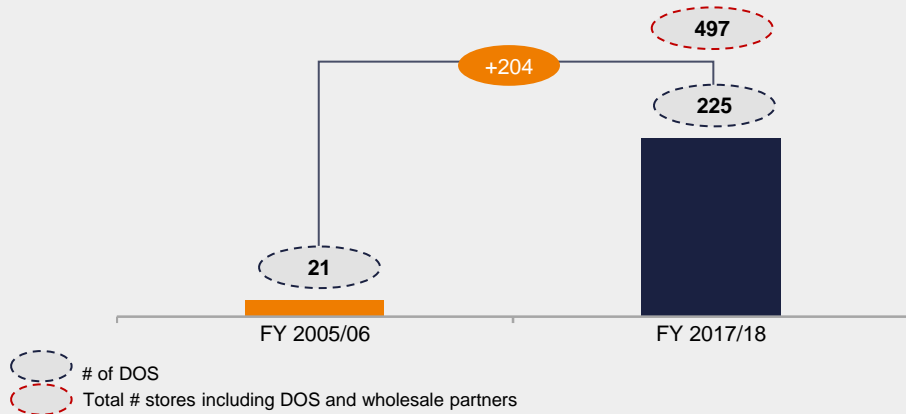 497
+204
225
21
FY 2005/06
FY 2017/18
# of DOS
Total # stores including DOS and wholesale partners